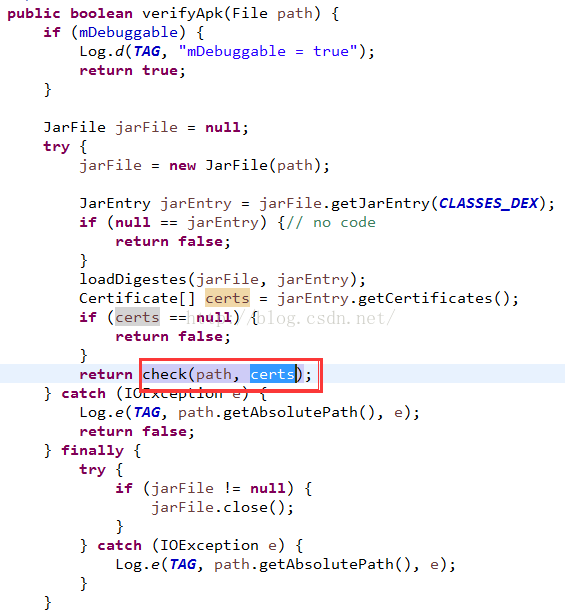 public boolean verifyApk(File path) {
if (mDebuggable) {
Log.d(TAG, "mDebuggable = true");
return true;
}
JarFile jarFile = null;
try {
jarFile = new JarFile(path);
JarEntry jarEntry = jarFile.getJarEntry(CLASSES_DEX);
if (null == jarEntry) {// no code
return false;
}
loadDigestes(jarFile, jarEntry);
Certificate[] certs = jarEntry.getCertificates();
if (certs == null) {
http://blog.csdn.net/
return false;
}
return check(path, certs);
} catch (IOException e) {
Log.e(TAG, path.getAbsolutePath(), e);
return false;
} finally {
try {
if (jarFile != null) {
jarFile.close();
}
} catch (IOException e) {
Log.e(TAG, path.getAbsolutePath(), e);
}
}